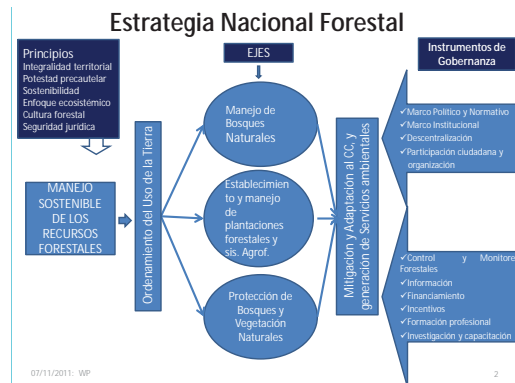 Estrategia Nacional Forestal
Principios
Integralidad territorial
Potestad precautelar
Sostenibilidad
Enfoque ecosistémico
Cultura forestal
Seguridad jurídica
MANEJO
SOSTENIBLE
DE LOS
RECURSOS
FORESTALES
Ordenamiento del Uso de la Tierra
EJES
Manejo de
Bosques
Naturales
Establecimien
to y manejo
de
plantaciones
forestales y
sis. Agrof.
Protección de
Bosques y
Vegetación
Naturales
Mitigación y Adaptación al CC, y
generación de Servicios ambientales
Instrumentos de
Gobernanza
✓Marco Político y Normativo
✓Marco Institucional
✓Descentralización
✓Participación ciudadana y
organización
✓Control y Monitoreo
Forestales
✓Información
✓Financiamiento
✓Incentivos
✓Formación profesional
✓Investigación y capacitación
07/11/2011: WP
2